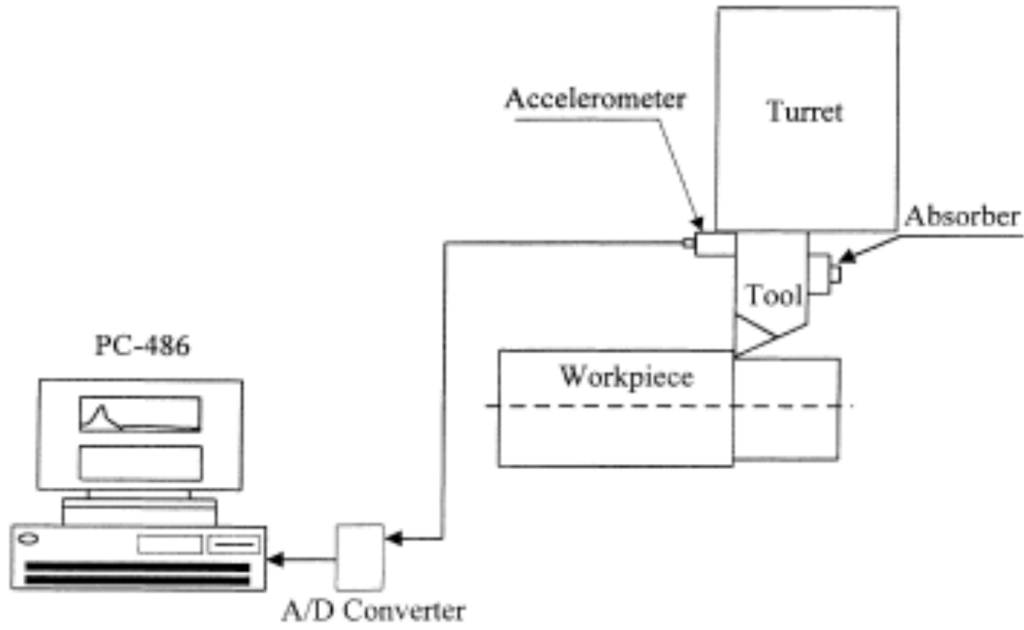 Turret
Accelerometer
Absorber
Tool
PC-486
Workpiece
A/D Converter